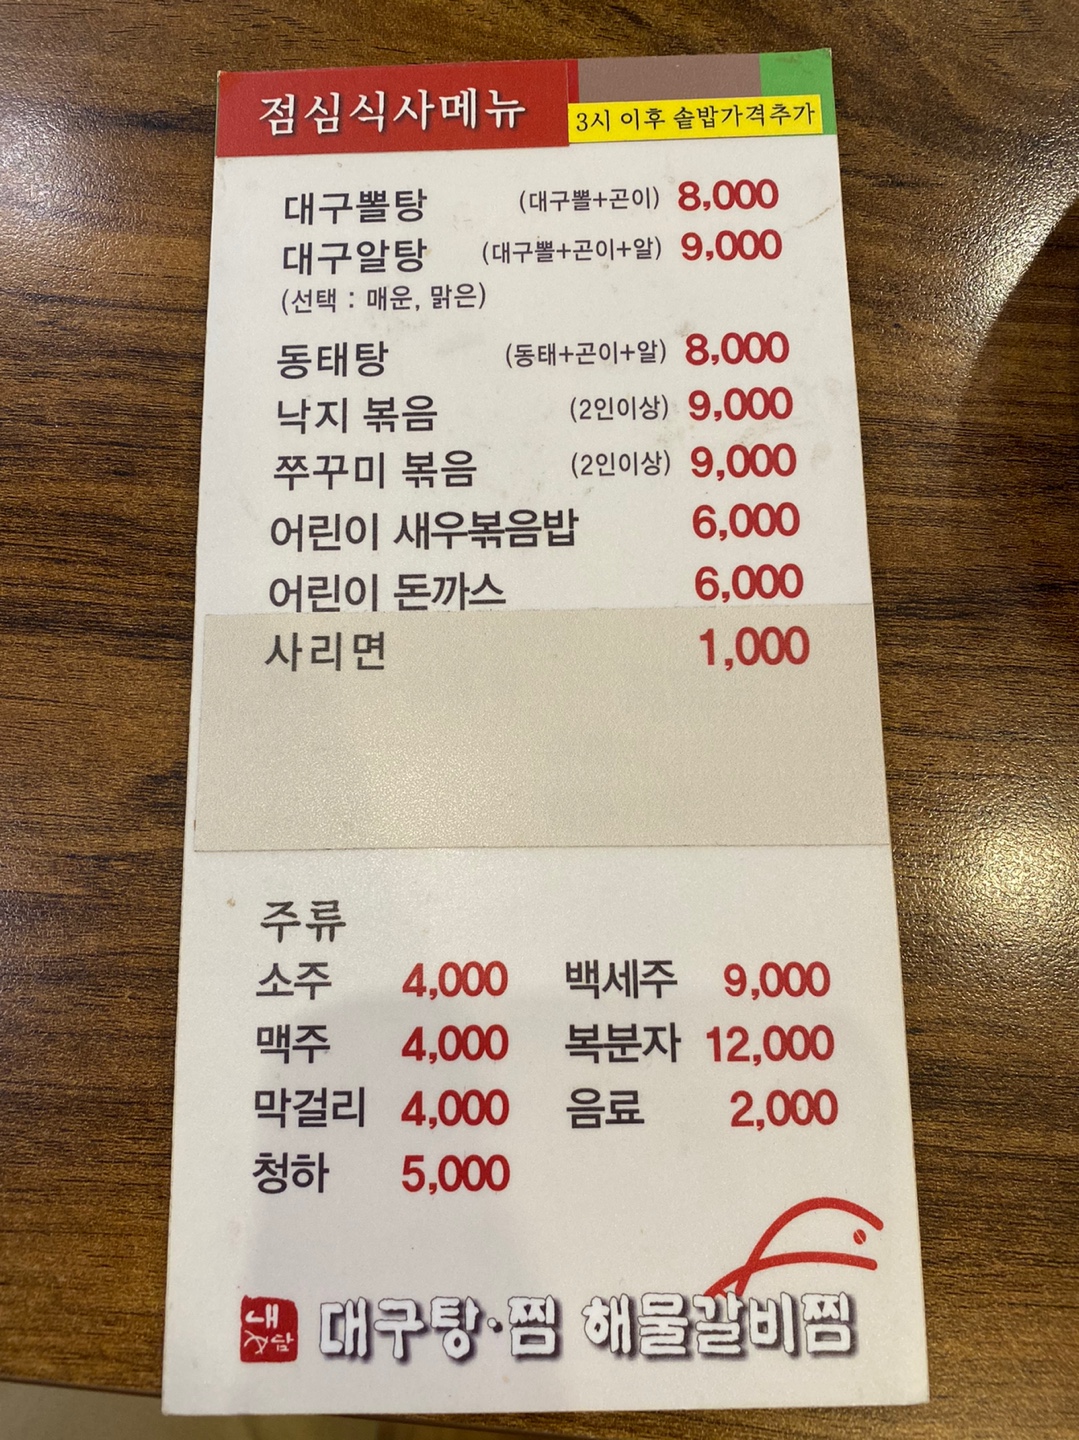 점심식사메뉴
3시 이후 솥밥가격추가
대구뽈탕 (대구뽈+곤이) 8,000
대구알탕 (대구뽈+곤이+알) 9,000
(선택 : 매운, 맑은)
동태탕 (동태+곤이+알) 8,000
낙지 볶음 (2인이상) 9,000
쭈꾸미 볶음 (2인이상) 9,000
어린이 새우볶음밥 6,000
어린이 돈까스 6,000
사리면 1,000
주류
소주 4,000 백세주 9,000
맥주 4,000 복분자 12,000
막걸리 4,000 음료 2,000
청하 5,000
대구탕·찜 해물갈비찜